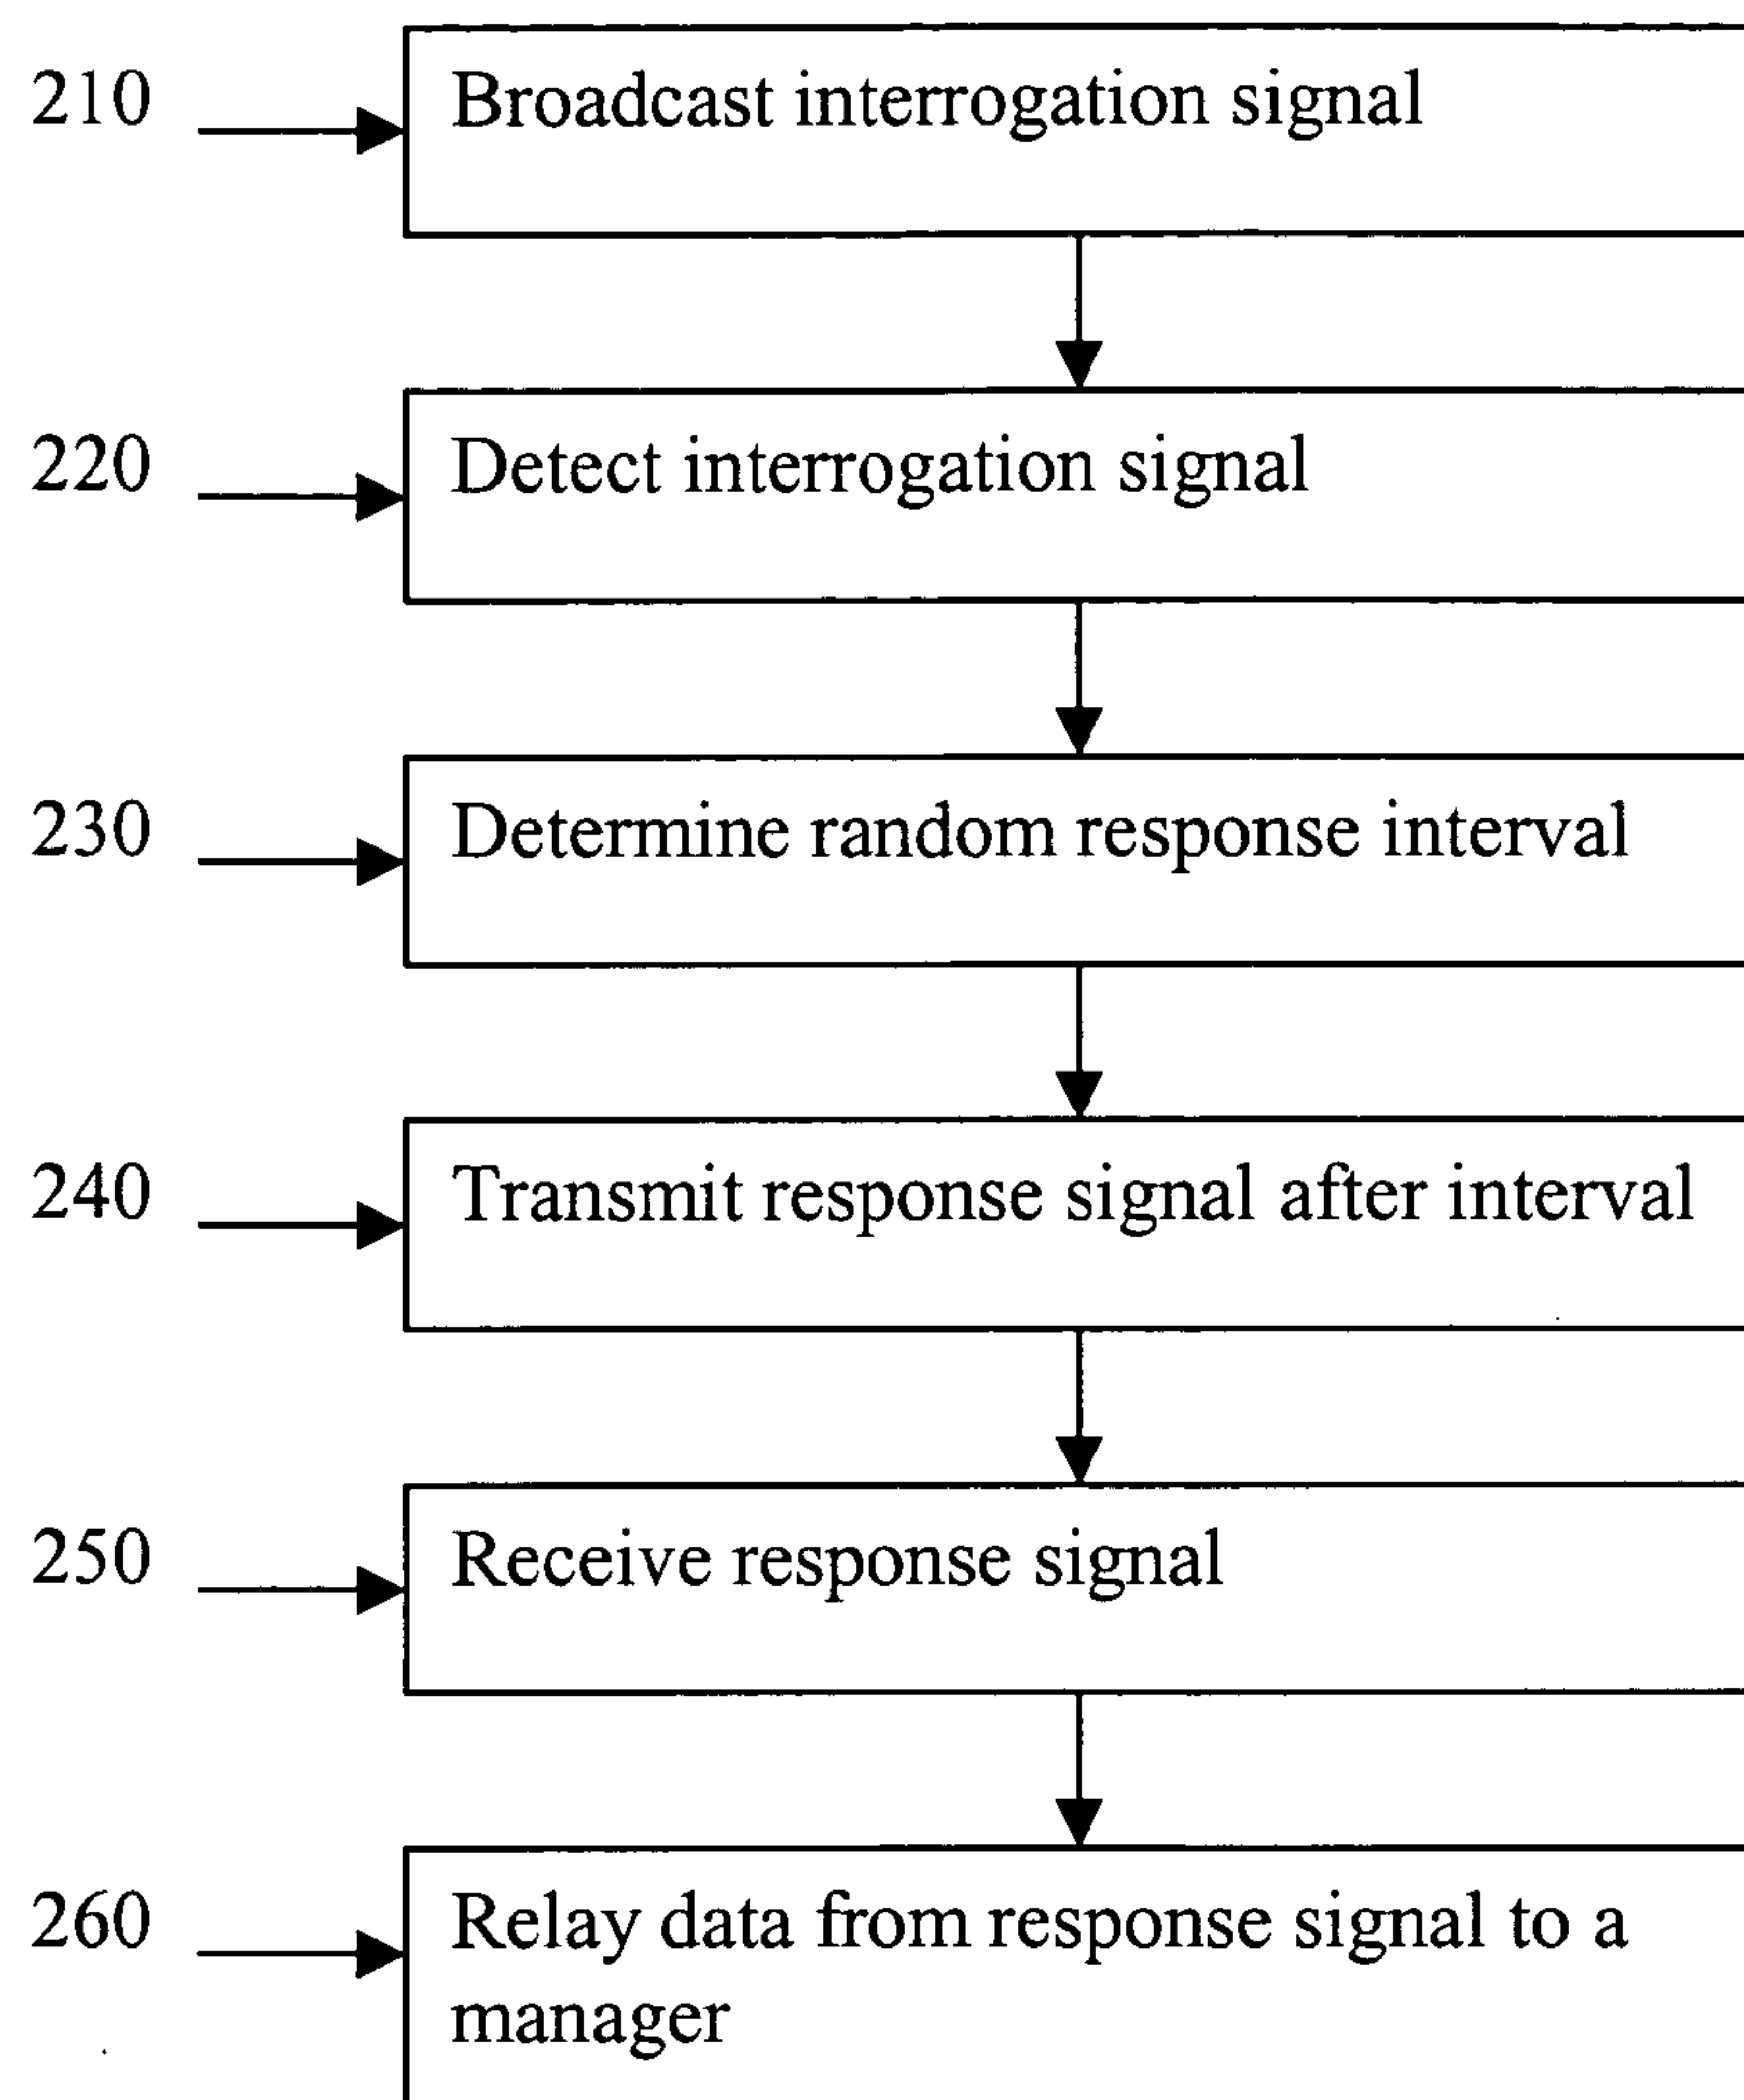 210
Broadcast interrogation signal
220
Detect interrogation signal
230
Determine random response interval
240
Transmit response signal after interval
250
Receive response signal
260
Relay data from response signal to a
manager